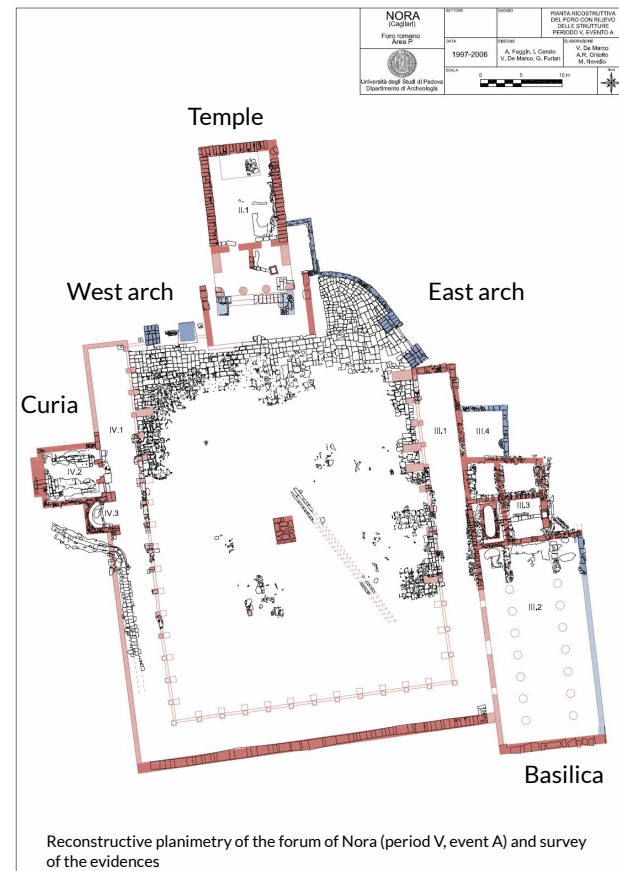 NORA
(Cagliari)
Foro romano
Area P
Università degli Studi di Padova
Dipartimento di Archeologia
SETTORE
SAGGIO
PIANTA RICOSTRUTTIVA
DEL FORO CON RILIEVO
DELLE STRUTTURE
PERIODO V, EVENTO A
DATA
1997-2006
DISEGNO
A. Faggin, I. Cerato
V. De Marco, G. Furlan
ELABORAZIONE
V. De Marco
A.R. Ghiotto
M. Novello
SCALA
0 5 10 m
Temple
II.1
West arch
East arch
Curia
IV.1
IV.2
IV.3
III.1
III.4
III.3
III.2
Basilica
Reconstructive planimetry of the forum of Nora (period V, event A) and survey
of the evidences